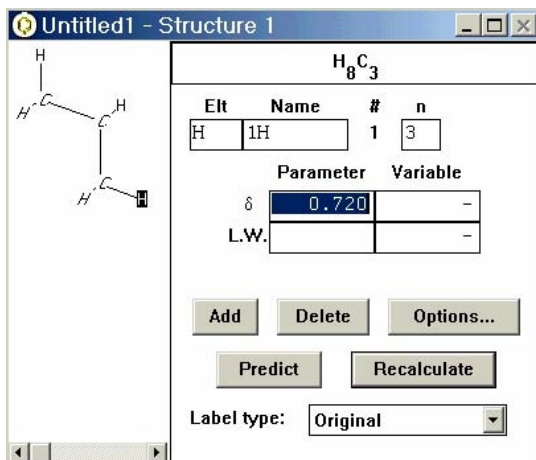 Untitled1 - Structure 1
H8C3
Elt Name # n
H 1H 1 3
Parameter Variable
δ 0.720 -
L.W. -
Add Delete Options...
Predict Recalculate
Label type: Original
H
H C H
C
H C H